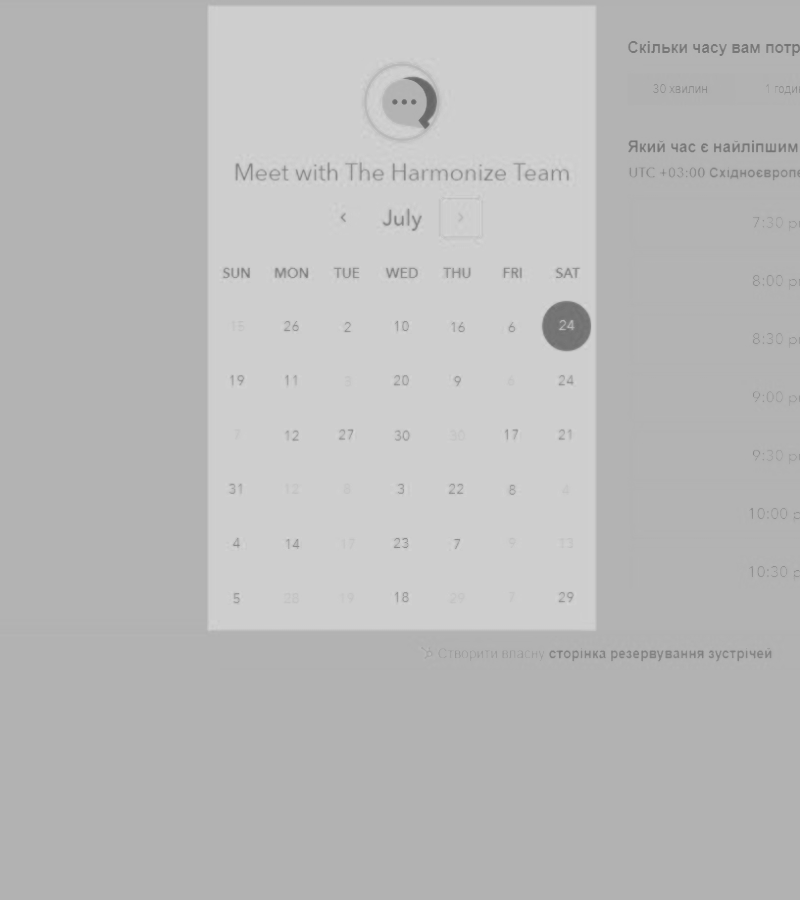 Meet with The Harmonize Team
July
SUN MON TUE WED THU FRI SAT
26 2 10 16 6 24
19 11 8 20 9 6 24
7 12 27 30 30 17 21
31 12 8 3 22 8 4
4 14 17 23 7 9 13
5 28 19 18 29 7 29
Скільки часу вам потр
30 хвилин 1 годи
Який час є найліпшим
UTC +03:00 Східноєвропе
7:30 p
8:00 p
8:30 p
9:00 p
9:30 p
10:00 p
10:30 p
Створити власну сторінка резервування зустрічей